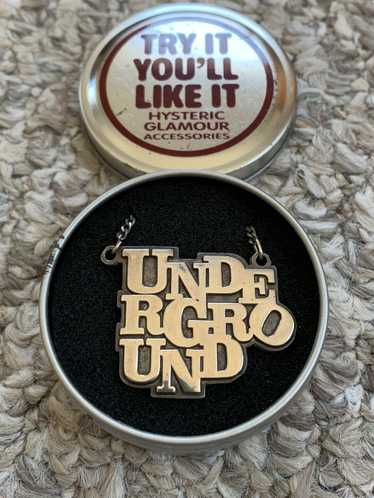 TRY IT
YOU'LL
LIKE IT
HYSTERIC
GLAMOUR
ACCESSORIES
UNDE
RGRO
UND